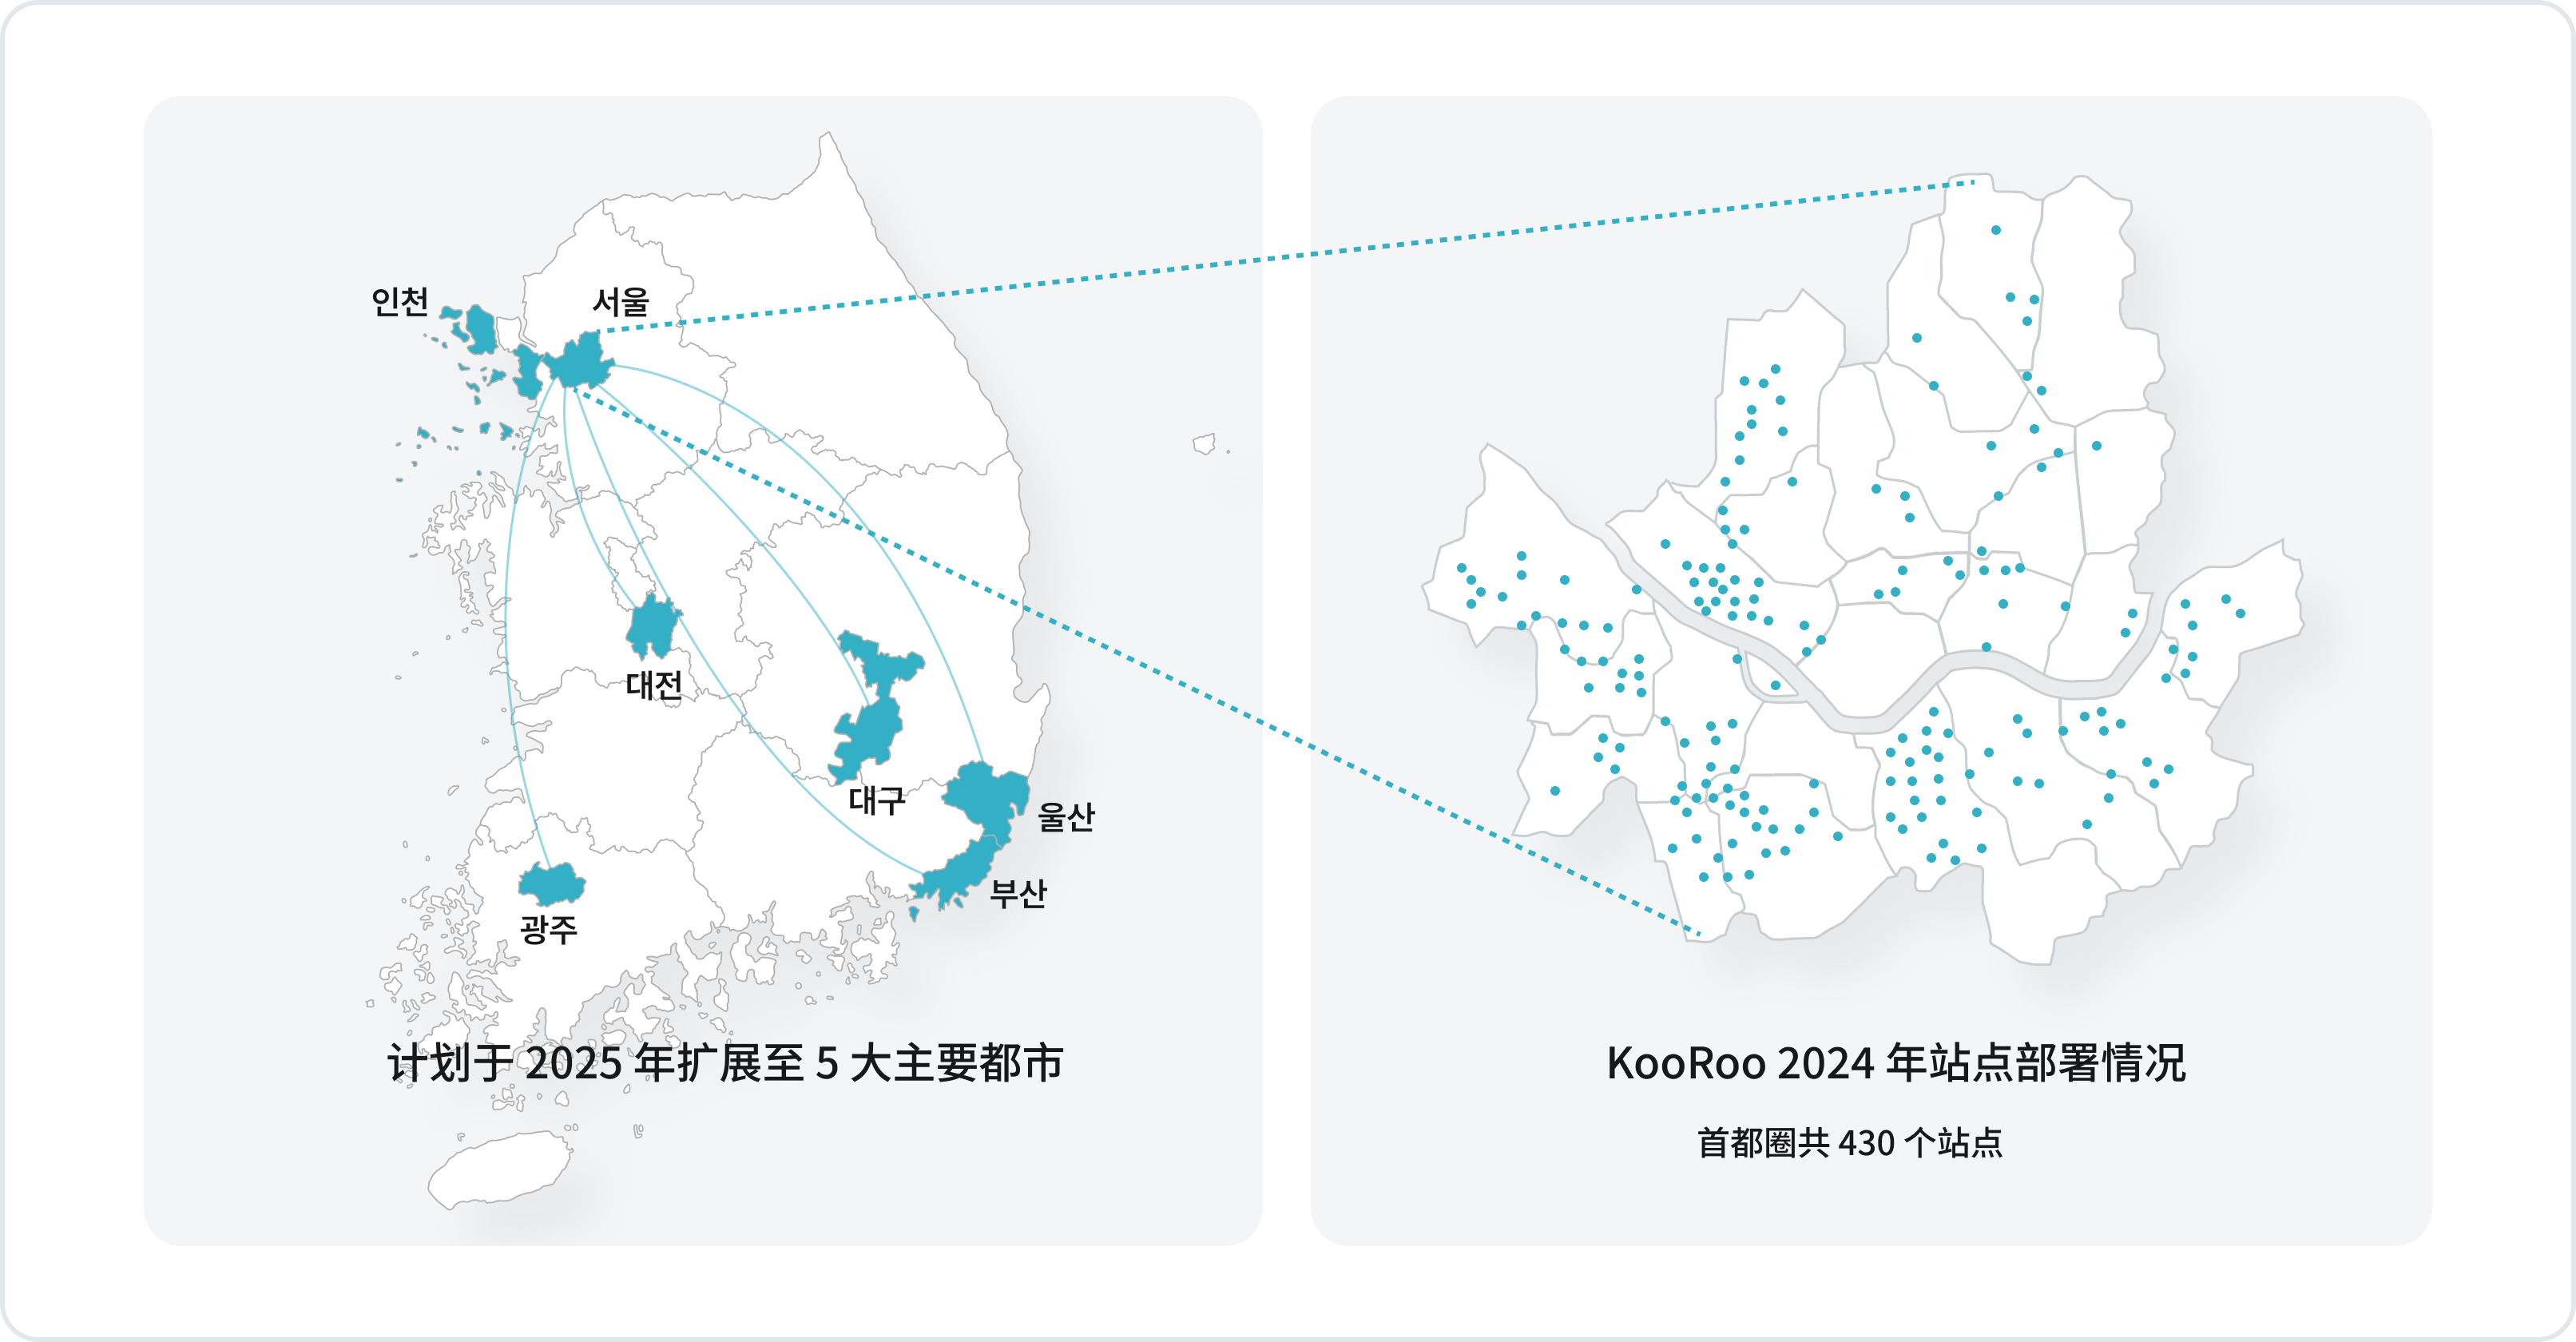 인천
서울
대전
대구
울산
부산
광주
计划于 2025 年扩展至 5 大主要都市
KooRoo 2024 年站点部署情况
首都圈共 430 个站点